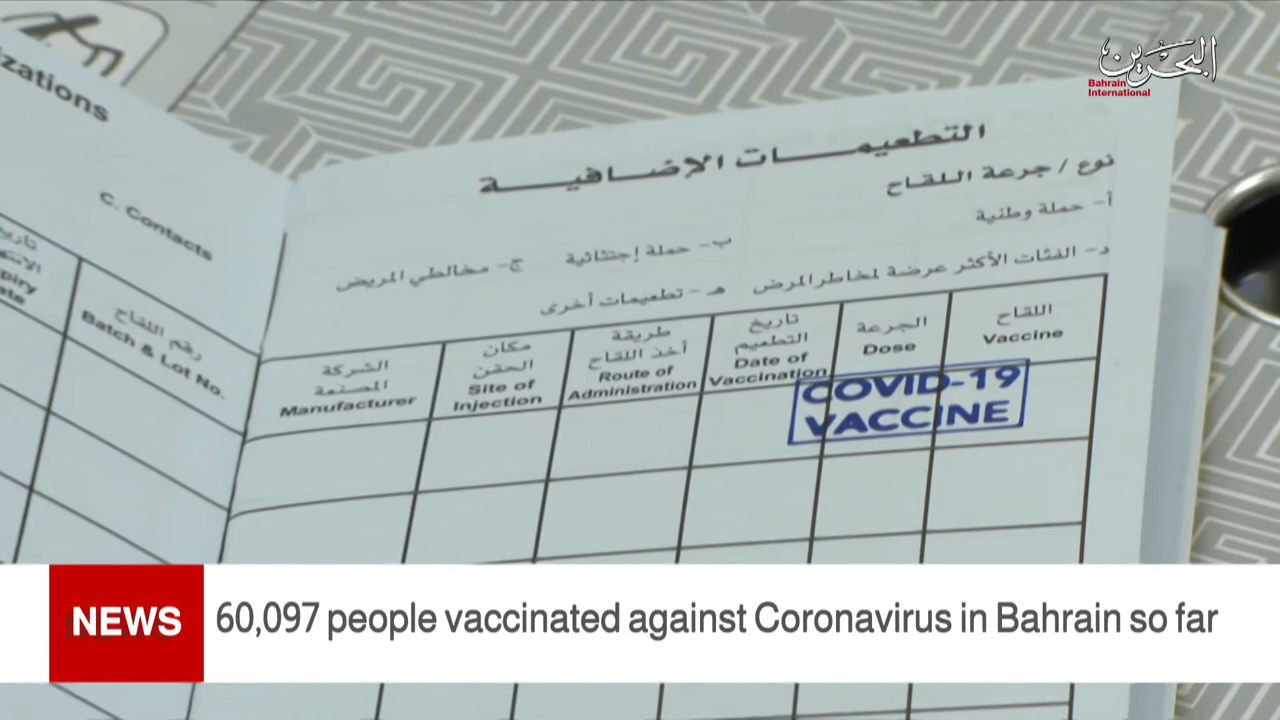 البحرين
Bahrain
International
zations
C. Contacts
رقم اللقاح
Batch & Lot No.
التطعيمات الإضافية
نوع / جرعة اللقاح
أ- حملة وطنية
ب- حملة إجتثاثية
ج- مخالطي المريض
د- الفئات الأكثر عرضة لمخاطر المرض
هـ- تطعيمات أخرى
اللقاح
Vaccine
الجرعة
Dose
تاريخ
التطعيم
Date of
Vaccination
طريقة
أخذ اللقاح
Route of
Administration
مكان
الحقن
Site of
Injection
الشركة
المصنعة
Manufacturer
COVID-19
VACCINE
NEWS
60,097 people vaccinated against Coronavirus in Bahrain so far